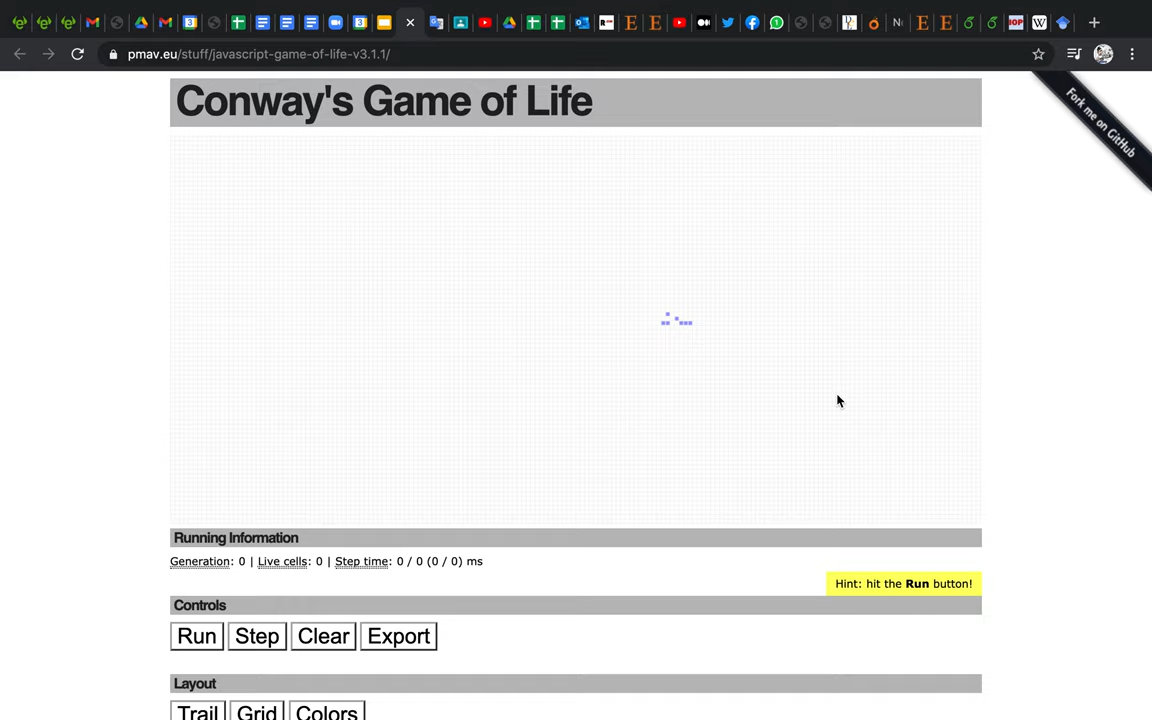 pmav.eu/stuff/javascript-game-of-life-v3.1.1/
Fork me on GitHub
Conway's Game of Life
Running Information
Generation: 0 | Live cells: 0 | Step time: 0 / 0 (0 / 0) ms
Hint: hit the Run button!
Controls
Run Step Clear Export
Layout
Trail Grid Colors